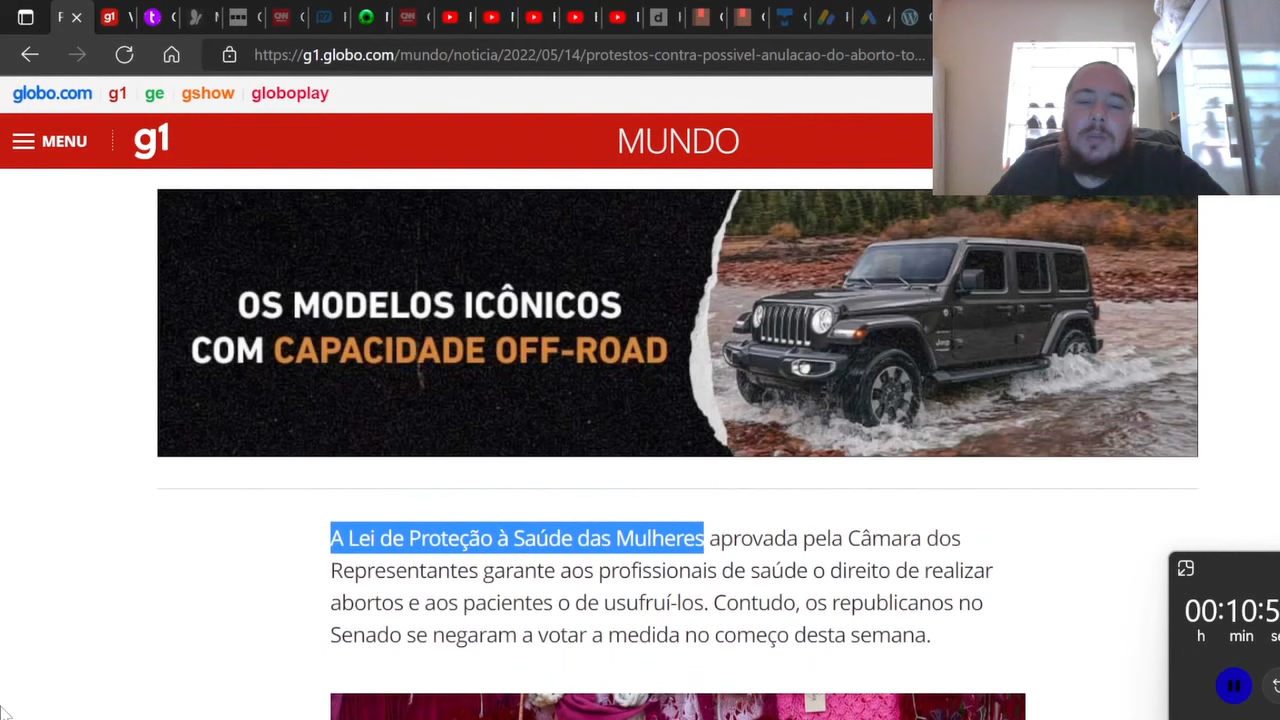 https://g1.globo.com/mundo/noticia/2022/05/14/protestos-contra-possivel-anulacao-do-aborto-to...
globo.com g1 ge gshow globoplay
MENU g1 MUNDO
OS MODELOS ICÔNICOS
COM CAPACIDADE OFF-ROAD
Jeep
A Lei de Proteção à Saúde das Mulheres aprovada pela Câmara dos
Representantes garante aos profissionais de saúde o direito de realizar
abortos e aos pacientes o de usufruí-los. Contudo, os republicanos no
Senado se negaram a votar a medida no começo desta semana.
00:10:5
h min se